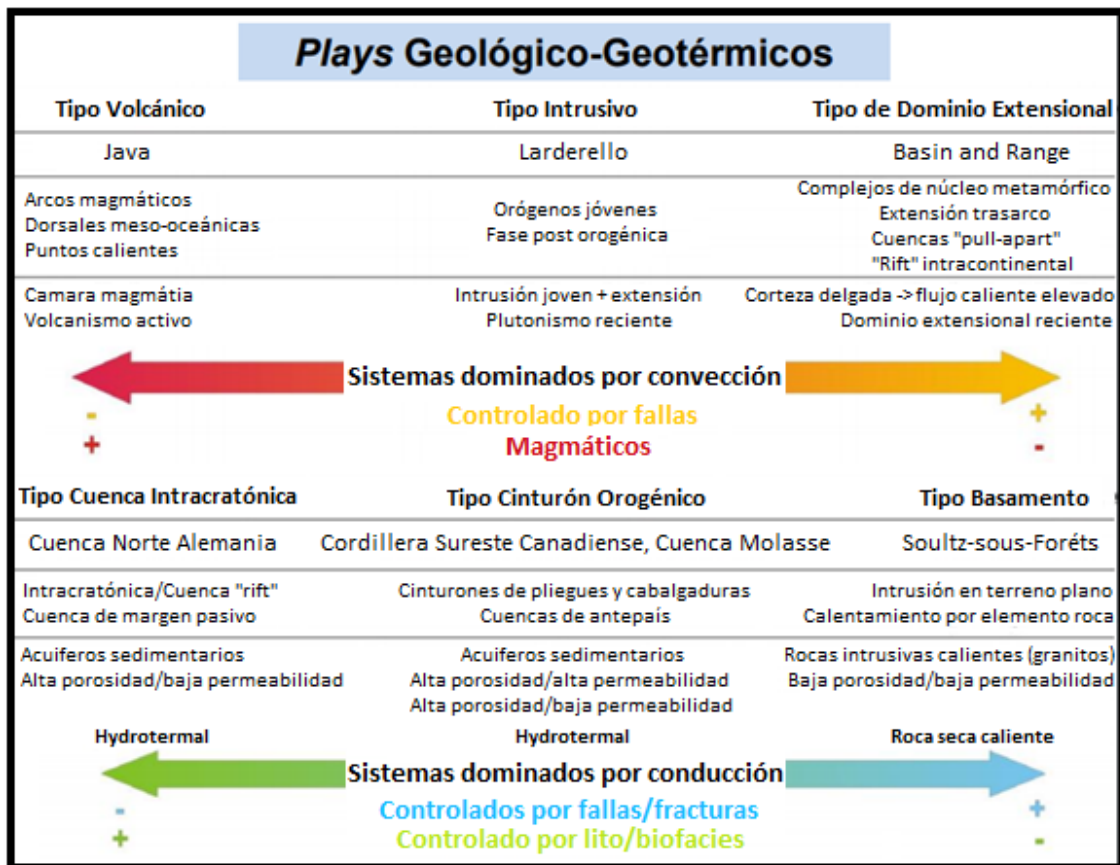 Plays Geológico-Geotérmicos
Tipo Volcánico Tipo Intrusivo Tipo de Dominio Extensional
Java Larderello Basin and Range
Arcos magmáticos
Dorsales meso-oceánicas
Puntos calientes
Orógenos jóvenes
Fase post orogénica
Complejos de núcleo metamórfico
Extensión trasarco
Cuencas "pull-apart"
"Rift" intracontinental
Camara magmátia
Volcanismo activo
Intrusión joven + extensión
Plutonismo reciente
Corteza delgada -> flujo caliente elevado
Dominio extensional reciente
Sistemas dominados por convección
- Controlado por fallas +
+ Magmáticos -
Tipo Cuenca Intracratónica Tipo Cinturón Orogénico Tipo Basamento
Cuenca Norte Alemania Cordillera Sureste Canadiense, Cuenca Molasse Soultz-sous-Foréts
Intracratónica/Cuenca "rift"
Cuenca de margen pasivo
Cinturones de pliegues y cabalgaduras
Cuencas de antepaís
Intrusión en terreno plano
Calentamiento por elemento roca
Acuiferos sedimentarios
Alta porosidad/baja permeabilidad
Acuiferos sedimentarios
Alta porosidad/alta permeabilidad
Alta porosidad/baja permeabilidad
Rocas intrusivas calientes (granitos)
Baja porosidad/baja permeabilidad
Hydrotermal Hydrotermal Roca seca caliente
Sistemas dominados por conducción
- Controlados por fallas/fracturas +
+ Controlado por lito/biofacies -